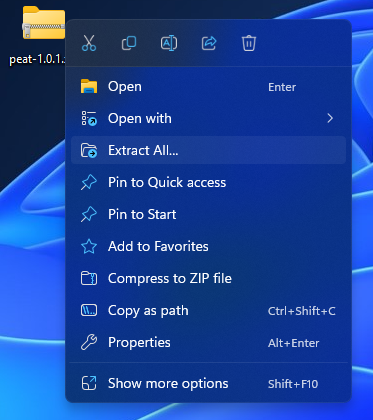 peat-1.0.1.
Open Enter
Open with
Extract All...
Pin to Quick access
Pin to Start
Add to Favorites
Compress to ZIP file
Copy as path Ctrl+Shift+C
Properties Alt+Enter
Show more options Shift+F10